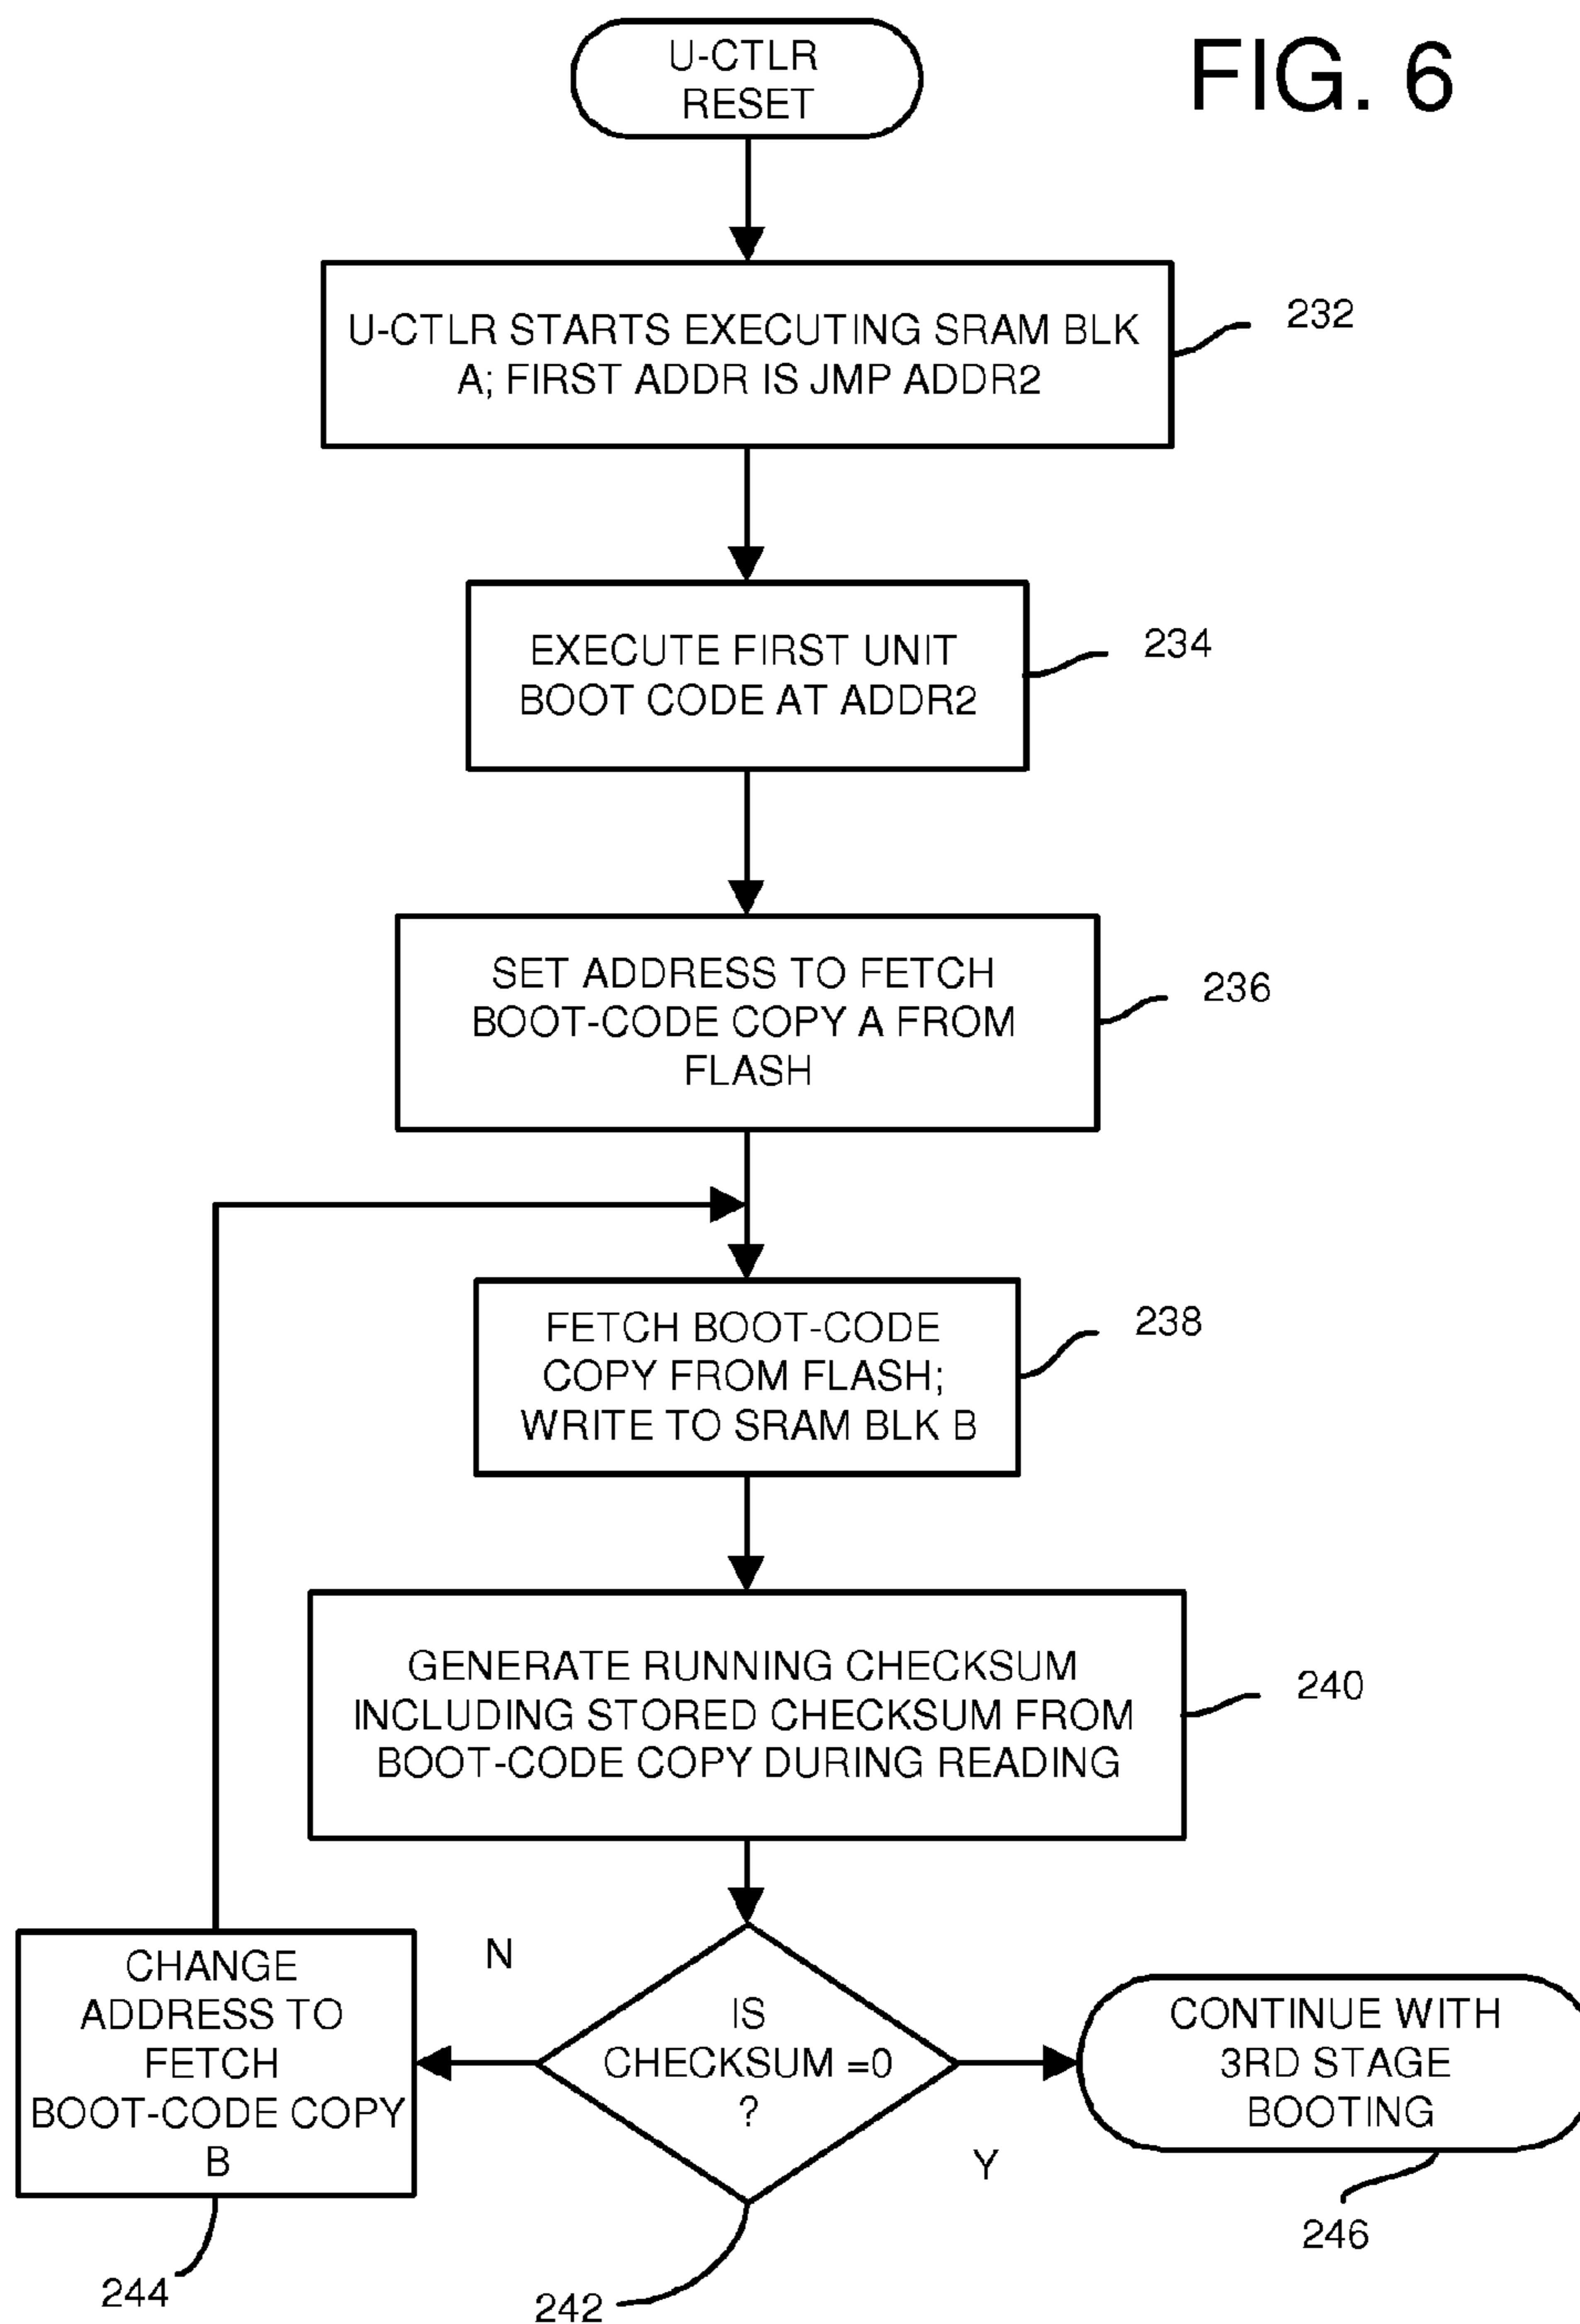 U-CTLR
RESET
FIG. 6
U-CTLR STARTS EXECUTING SRAM BLK
A; FIRST ADDR IS JMP ADDR2
232
EXECUTE FIRST UNIT
BOOT CODE AT ADDR2
234
SET ADDRESS TO FETCH
BOOT-CODE COPY A FROM
FLASH
236
FETCH BOOT-CODE
COPY FROM FLASH;
WRITE TO SRAM BLK B
238
GENERATE RUNNING CHECKSUM
INCLUDING STORED CHECKSUM FROM
BOOT-CODE COPY DURING READING
240
CHANGE
ADDRESS TO
FETCH
BOOT-CODE COPY
B
244
N
IS
CHECKSUM =0
?
242
Y
CONTINUE WITH
3RD STAGE
BOOTING
246